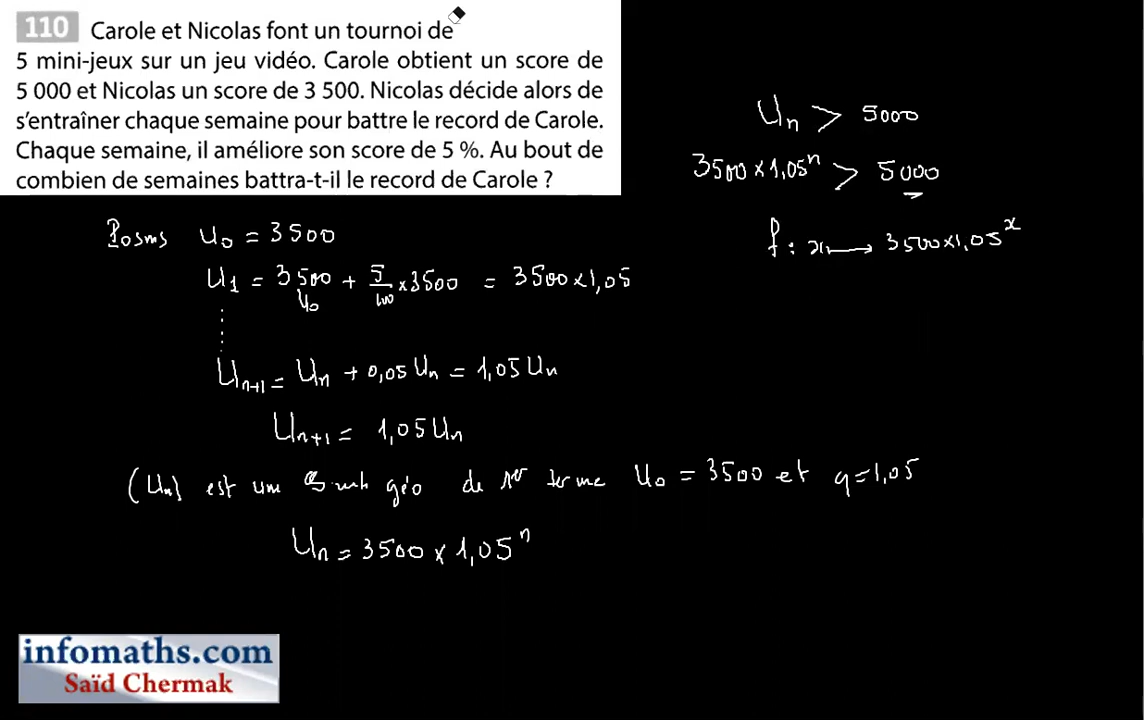 110 Carole et Nicolas font un tournoi de
5 mini-jeux sur un jeu vidéo. Carole obtient un score de
5 000 et Nicolas un score de 3 500. Nicolas décide alors de
s'entraîner chaque semaine pour battre le record de Carole.
Chaque semaine, il améliore son score de 5 %. Au bout de
combien de semaines battra-t-il le record de Carole ?
Posons U₀ = 3500
U₁ = 3500 + 5/100 × 3500 = 3500 × 1,05
U₀
Uₙ₊₁ = Uₙ + 0,05 Uₙ = 1,05 Uₙ
Uₙ₊₁ = 1,05 Uₙ
(Uₙ) est une géo de 1er terme U₀ = 3500 et q = 1,05
Uₙ = 3500 × 1,05ⁿ
Uₙ > 5000
3500 × 1,05ⁿ > 5000
f : x ⟼ 3500 × 1,05ˣ
infomaths.com
Saïd Chermak